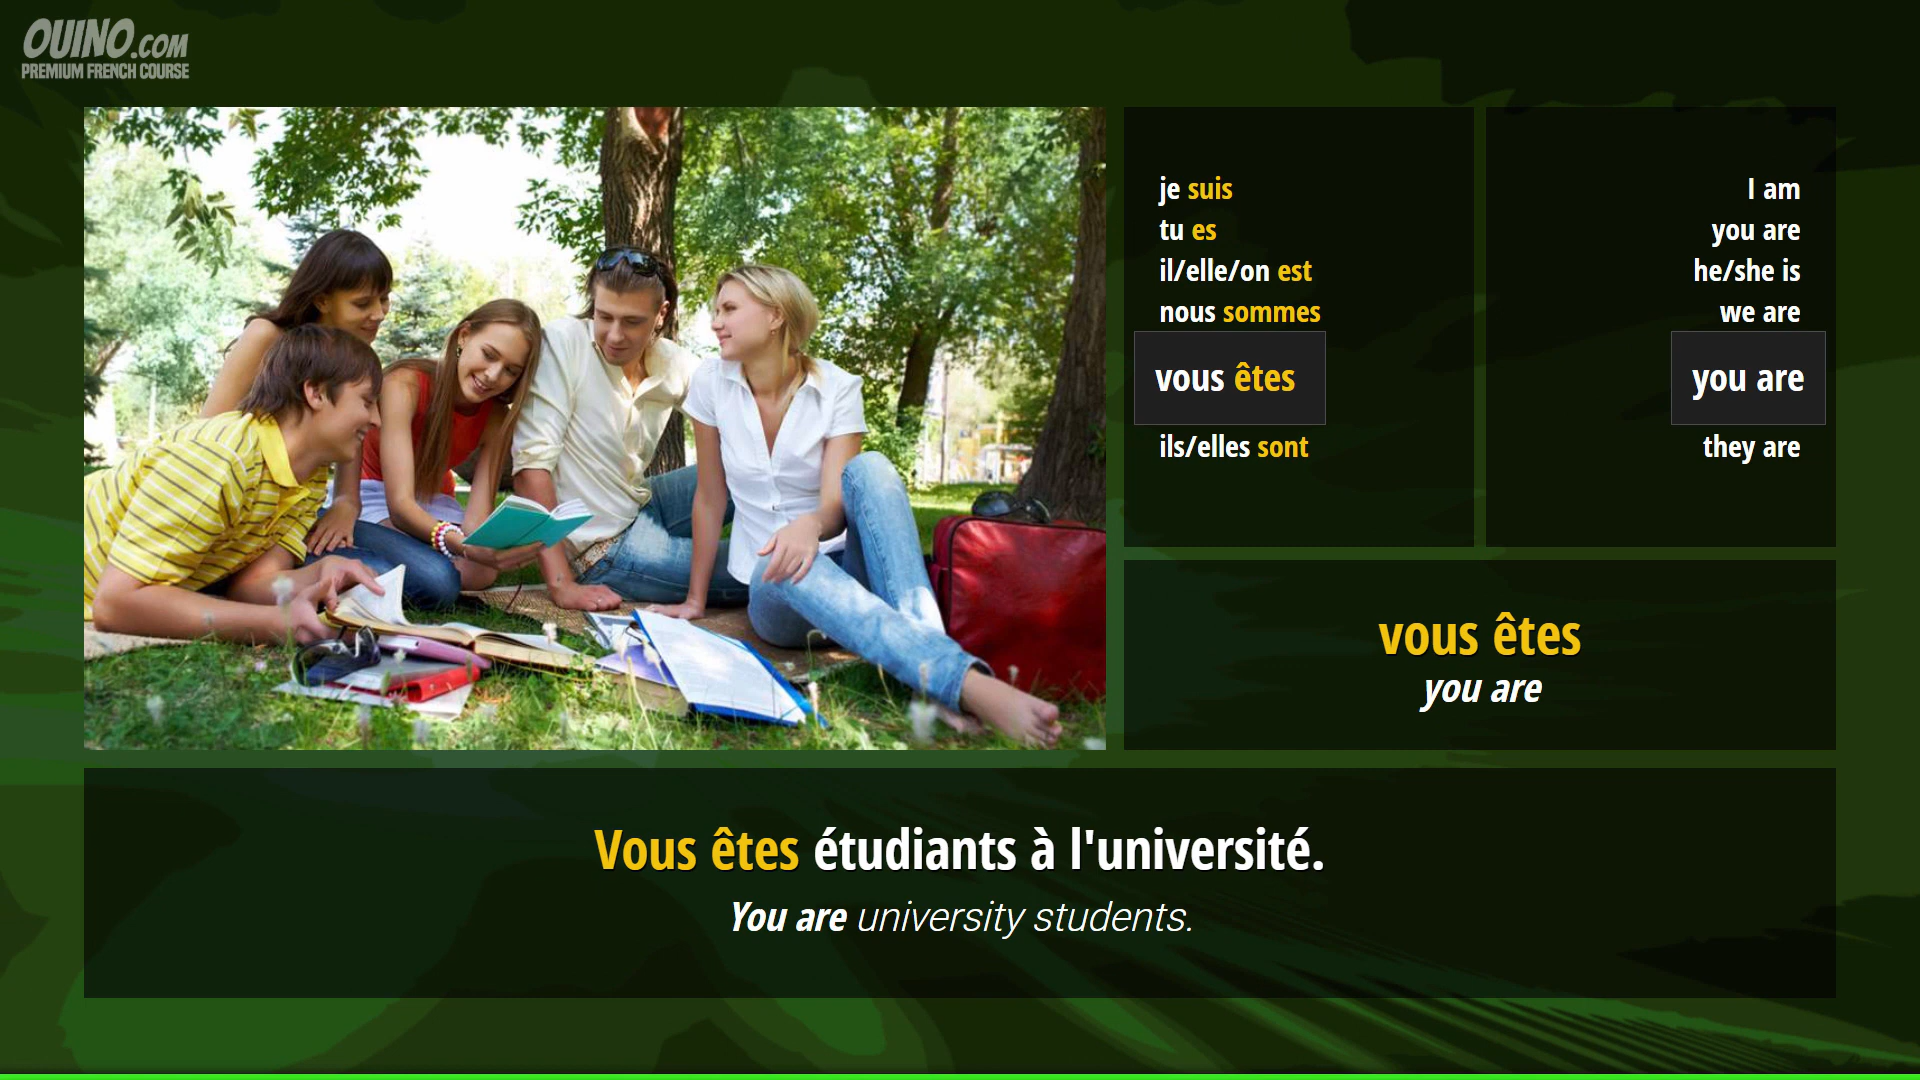 OUINO.COM
PREMIUM FRENCH COURSE
je suis
tu es
il/elle/on est
nous sommes
vous êtes
ils/elles sont
I am
you are
he/she is
we are
you are
they are
vous êtes
you are
Vous êtes étudiants à l'université.
You are university students.